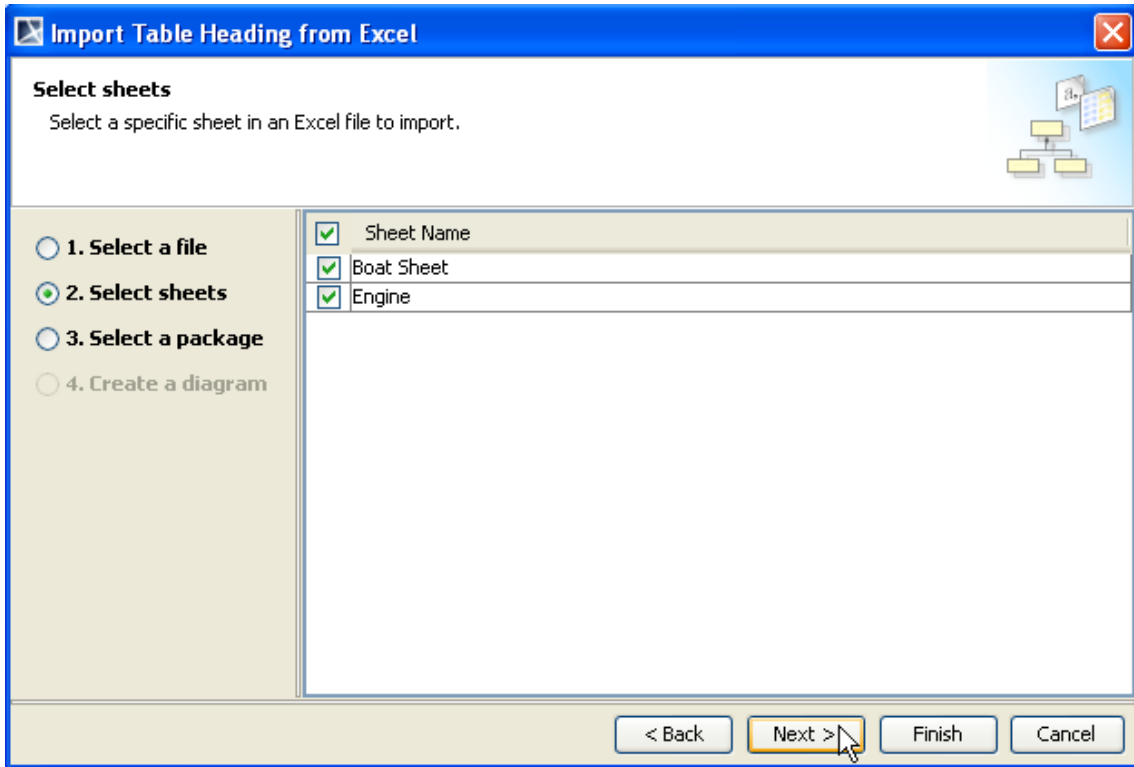 Import Table Heading from Excel
Select sheets
Select a specific sheet in an Excel file to import.
1. Select a file
2. Select sheets
3. Select a package
4. Create a diagram
Sheet Name
Boat Sheet
Engine
< Back
Next >
Finish
Cancel